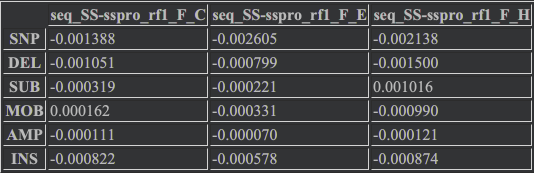 seq_SS-sspro_rf1_F_C seq_SS-sspro_rf1_F_E seq_SS-sspro_rf1_F_H
SNP -0.001388 -0.002605 -0.002138
DEL -0.001051 -0.000799 -0.001500
SUB -0.000319 -0.000221 0.001016
MOB 0.000162 -0.000331 -0.000990
AMP -0.000111 -0.000070 -0.000121
INS -0.000822 -0.000578 -0.000874